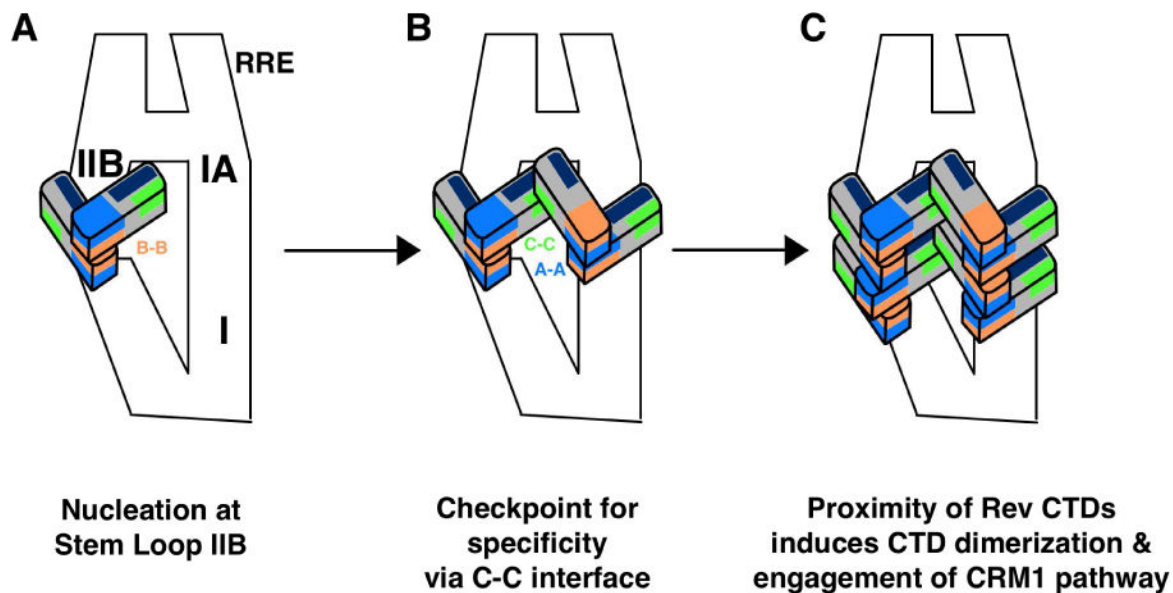 A
RRE
IIB
IA
B-B
I
Nucleation at
Stem Loop IIB
B
C-C
A-A
Checkpoint for
specificity
via C-C interface
C
Proximity of Rev CTDs
induces CTD dimerization &
engagement of CRM1 pathway